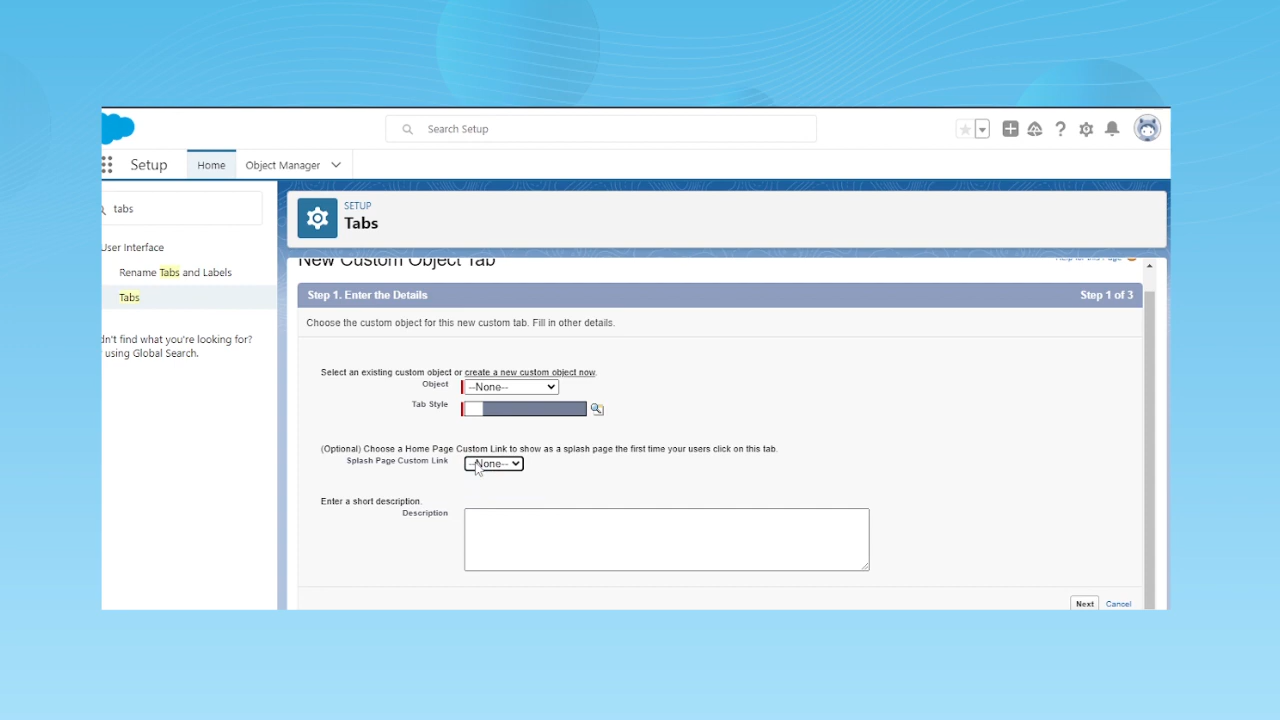 Search Setup
Setup
Home
Object Manager
tabs
User Interface
Rename Tabs and Labels
Tabs
dn't find what you're looking for?
using Global Search.
SETUP
Tabs
New Custom Object Tab
Help for this Page
Step 1. Enter the Details
Step 1 of 3
Choose the custom object for this new custom tab. Fill in other details.
Select an existing custom object or create a new custom object now.
Object
--None--
Tab Style
(Optional) Choose a Home Page Custom Link to show as a splash page the first time your users click on this tab.
Splash Page Custom Link
--None--
Enter a short description.
Description
Next
Cancel